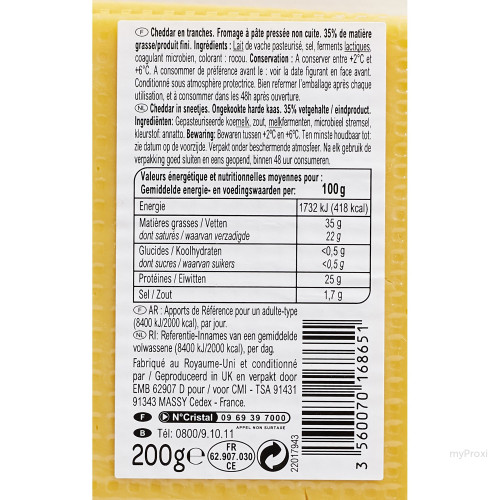 F Cheddar en tranches. Fromage à pâte pressée non cuite. 35% de matière
grasse/produit fini. Ingrédients : Lait de vache pasteurisé, sel, ferments lactiques,
coagulant microbien, colorant : rocou. Conservation : A conserver entre +2°C et
+6°C. A consommer de préférence avant le : voir la date figurant en face avant.
Conditionné sous atmosphère protectrice. Bien refermer l'emballage après chaque
utilisation, et à consommer dans les 48h après ouverture.
NL Cheddar in sneetjes. Ongekookte harde kaas. 35% vetgehalte / eindproduct.
Ingrediënten: Gepasteuriseerde koemelk, zout, melkfermenten, microbieel stremsel,
kleurstof: annatto. Bewaring: Bewaren tussen +2°C en +6°C. Ten minste houdbaar tot:
zie datum op de voorzijde. Verpakt onder beschermende atmosfeer. Na elk gebruik de
verpakking goed sluiten en eens geopend, binnen 48 uur consumeren.
Valeurs énergétique et nutritionnelles moyennes pour :
Gemiddelde energie- en voedingswaarden per: 100g
Energie 1732 kJ (418 kcal)
Matières grasses / Vetten 35 g
dont saturés / waarvan verzadigde 22 g
Glucides / Koolhydraten <0,5 g
dont sucres / waarvan suikers <0,5 g
Protéines / Eiwitten 25 g
Sel / Zout 1,7 g
F AR : Apports de Référence pour un adulte-type
(8400 kJ/2000 kcal), par jour.
NL RI: Referentie-Innames van een gemiddelde
volwassene (8400 kJ/2000 kcal), per dag.
Fabriqué au Royaume-Uni et conditionné
par / Geproduceerd in UK en verpakt door
EMB 62907 D pour / voor CMI - TSA 91431
91343 MASSY Cedex - France.
F N°Cristal 09 69 39 7000
APPEL NON SURTAXÉ
B Tél: 0800/9.10.11
200g e
FR
62.907.030
CE
22017943
3 560070 168651
myProxi